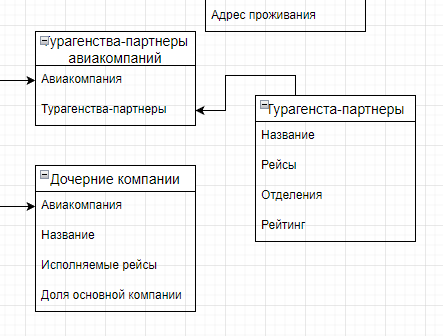 Адрес проживания
урагенства-партнеры
авиакомпаний
Авиакомпания
Турагенства-партнеры
Турагенста-партнеры
Название
Рейсы
Отделения
Рейтинг
Дочерние компании
Авиакомпания
Название
Исполняемые рейсы
Доля основной компании